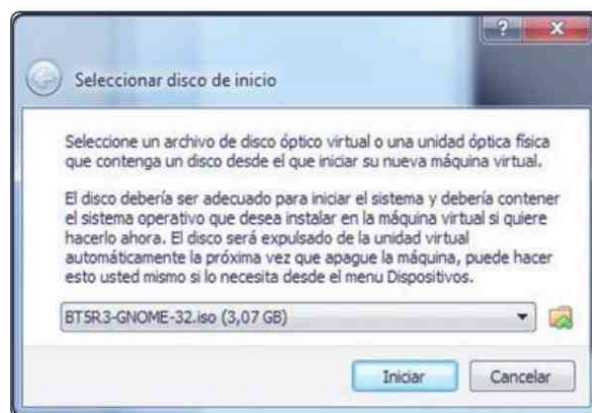 ?
X
Seleccionar disco de inicio
Seleccione un archivo de disco óptico virtual o una unidad óptica física
que contenga un disco desde el que iniciar su nueva máquina virtual.
El disco debería ser adecuado para iniciar el sistema y debería contener
el sistema operativo que desea instalar en la máquina virtual si quiere
hacerlo ahora. El disco será expulsado de la unidad virtual
automáticamente la próxima vez que apague la máquina, puede hacer
esto usted mismo si lo necesita desde el menu Dispositivos.
BT5R3-GNOME-32.iso (3,07 GB)
Iniciar Cancelar